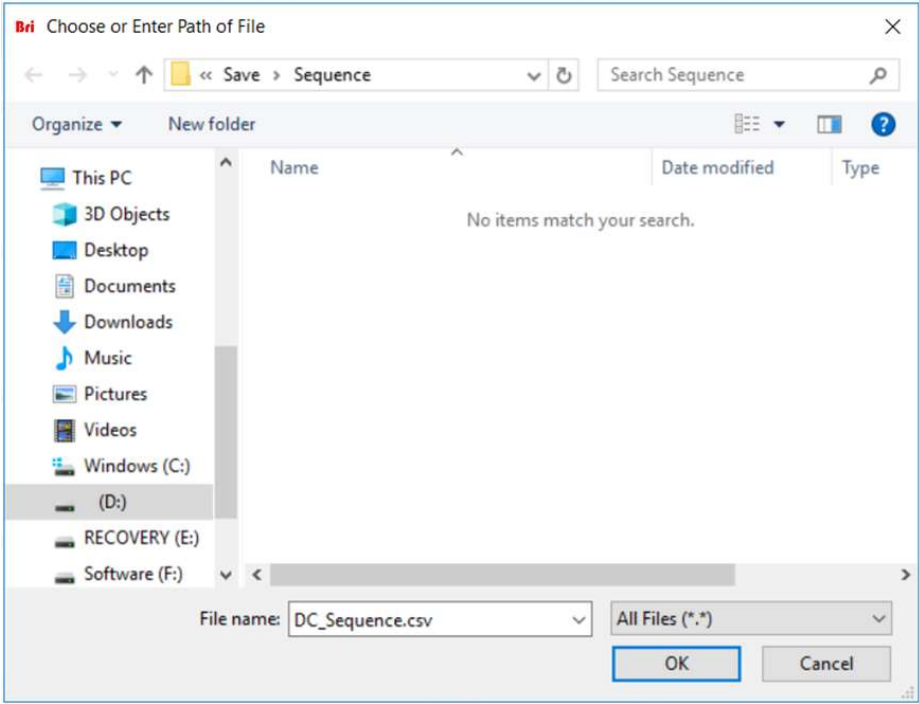 Bri Choose or Enter Path of File
« Save > Sequence
Search Sequence
Organize
New folder
Name
Date modified
Type
No items match your search.
This PC
3D Objects
Desktop
Documents
Downloads
Music
Pictures
Videos
Windows (C:)
(D:)
RECOVERY (E:)
Software (F:)
File name: DC_Sequence.csv
All Files (*.*)
OK
Cancel